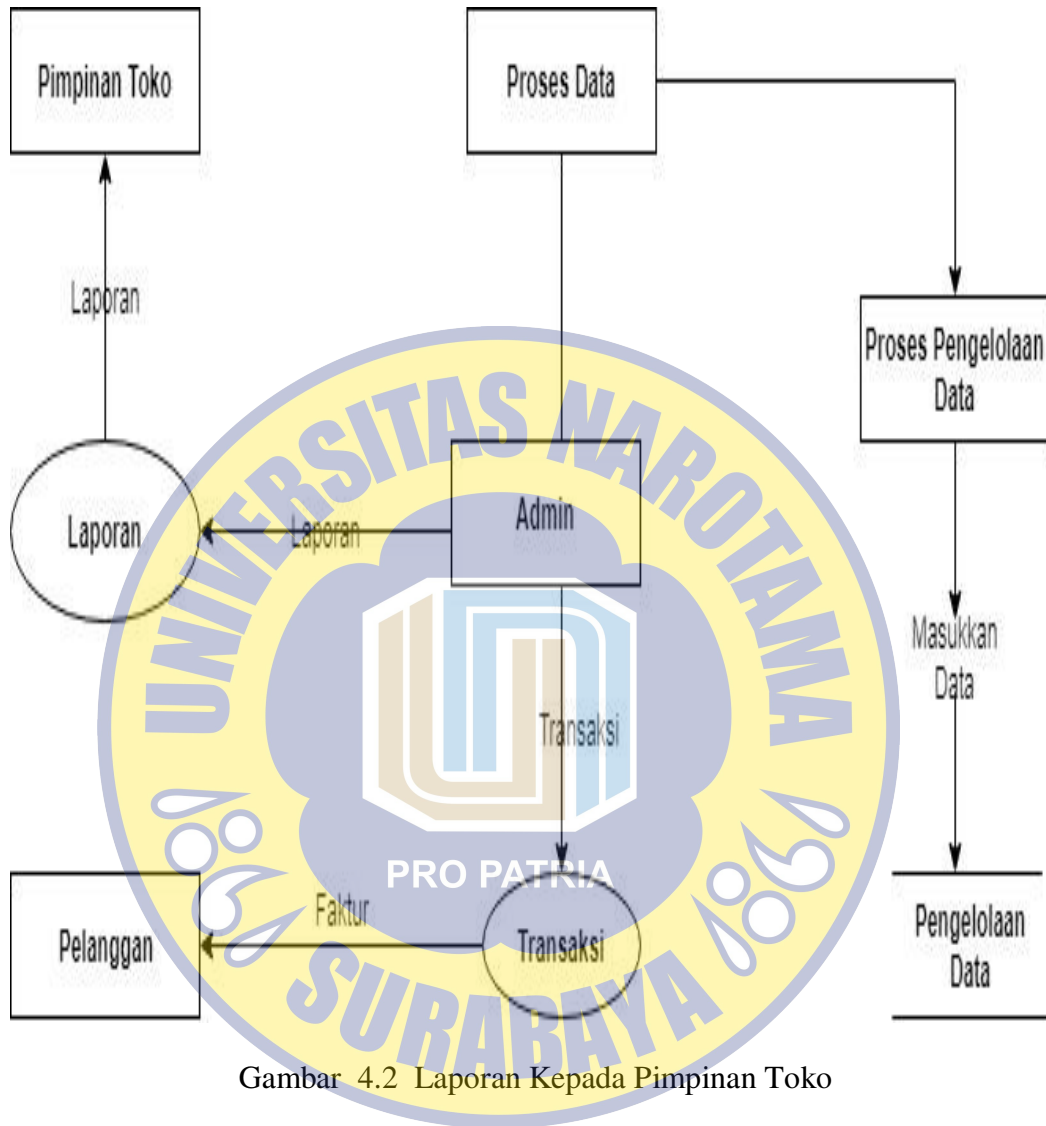 Pimpinan Toko
Proses Data
Laporan
Proses Pengelolaan
Data
UNIVERSITAS NAROTAMA
Laporan
Laporan
Admin
Masukkan
Data
Transaksi
PRO PATRIA
Pelanggan
Faktur
Transaksi
Pengelolaan
Data
SURABAYA
Gambar 4.2 Laporan Kepada Pimpinan Toko